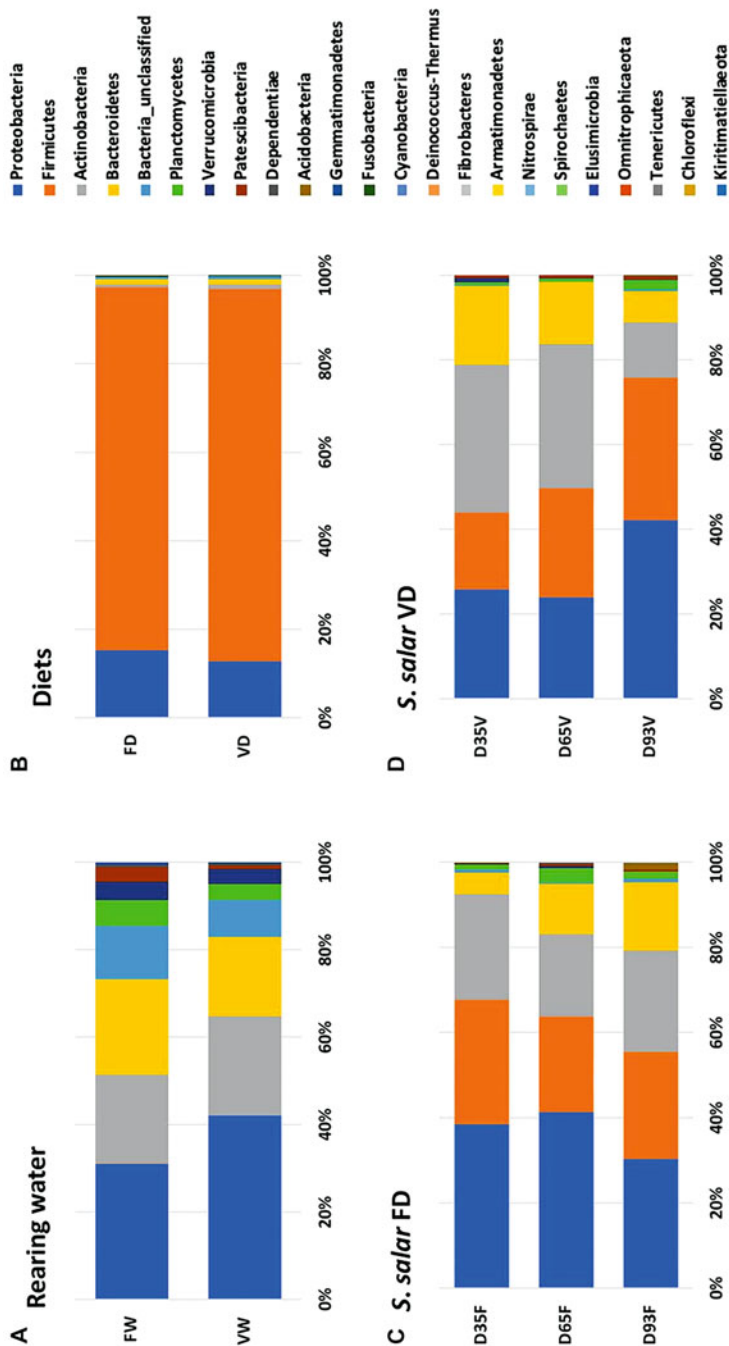 A
Rearing water
FW
VW
0%
20%
40%
60%
80%
100%
B
Diets
FD
VD
0%
20%
40%
60%
80%
100%
C
S. salar FD
D35F
D65F
D93F
0%
20%
40%
60%
80%
100%
D
S. salar VD
D35V
D65V
D93V
0%
20%
40%
60%
80%
100%
Proteobacteria
Firmicutes
Actinobacteria
Bacteroidetes
Bacteria_unclassified
Planctomycetes
Verrucomicrobia
Patescibacteria
Dependentiae
Acidobacteria
Gemmatimonadetes
Fusobacteria
Cyanobacteria
Deinococcus-Thermus
Fibrobacteres
Armatimonadetes
Nitrospirae
Spirochaetes
Elusimicrobia
Omnitrophicaeota
Tenericutes
Chloroflexi
Kiritimatiellaeota